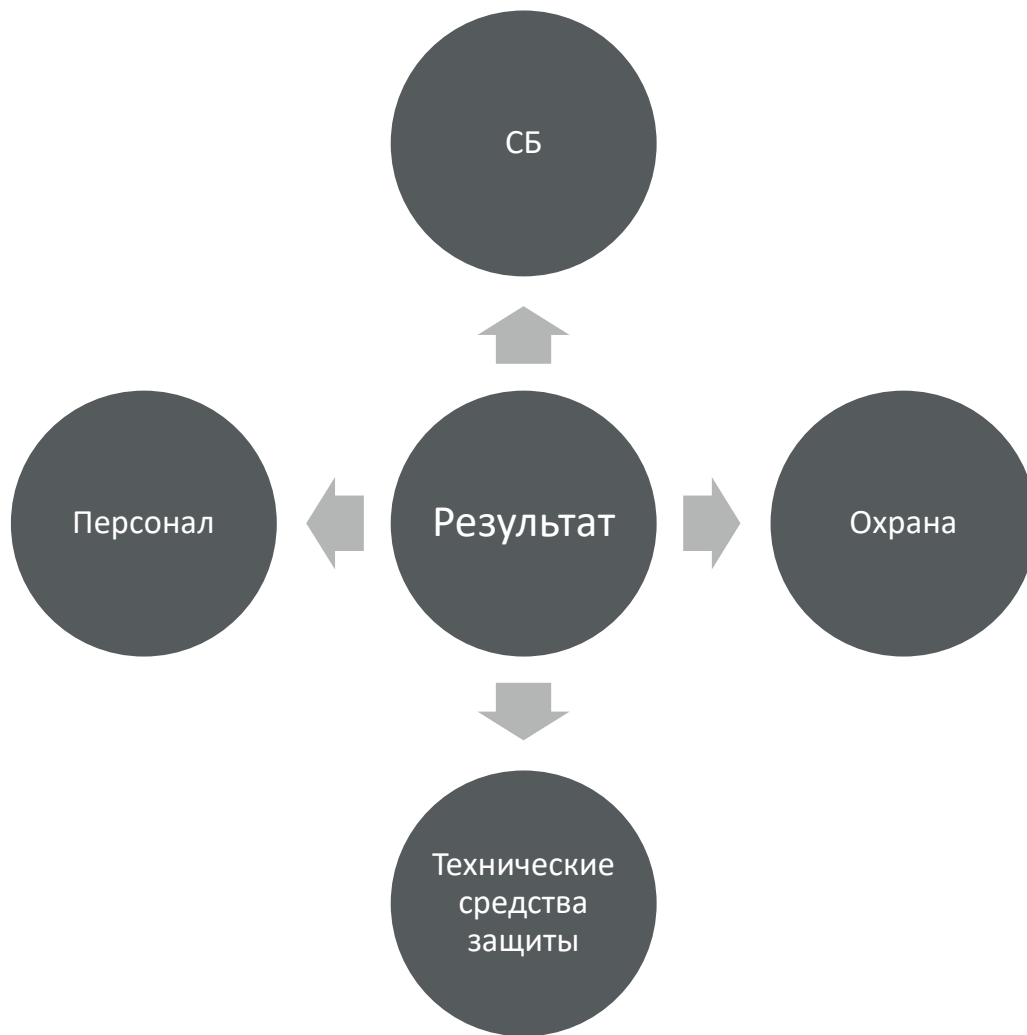 СБ
Персонал
Результат
Охрана
Технические
средства
защиты